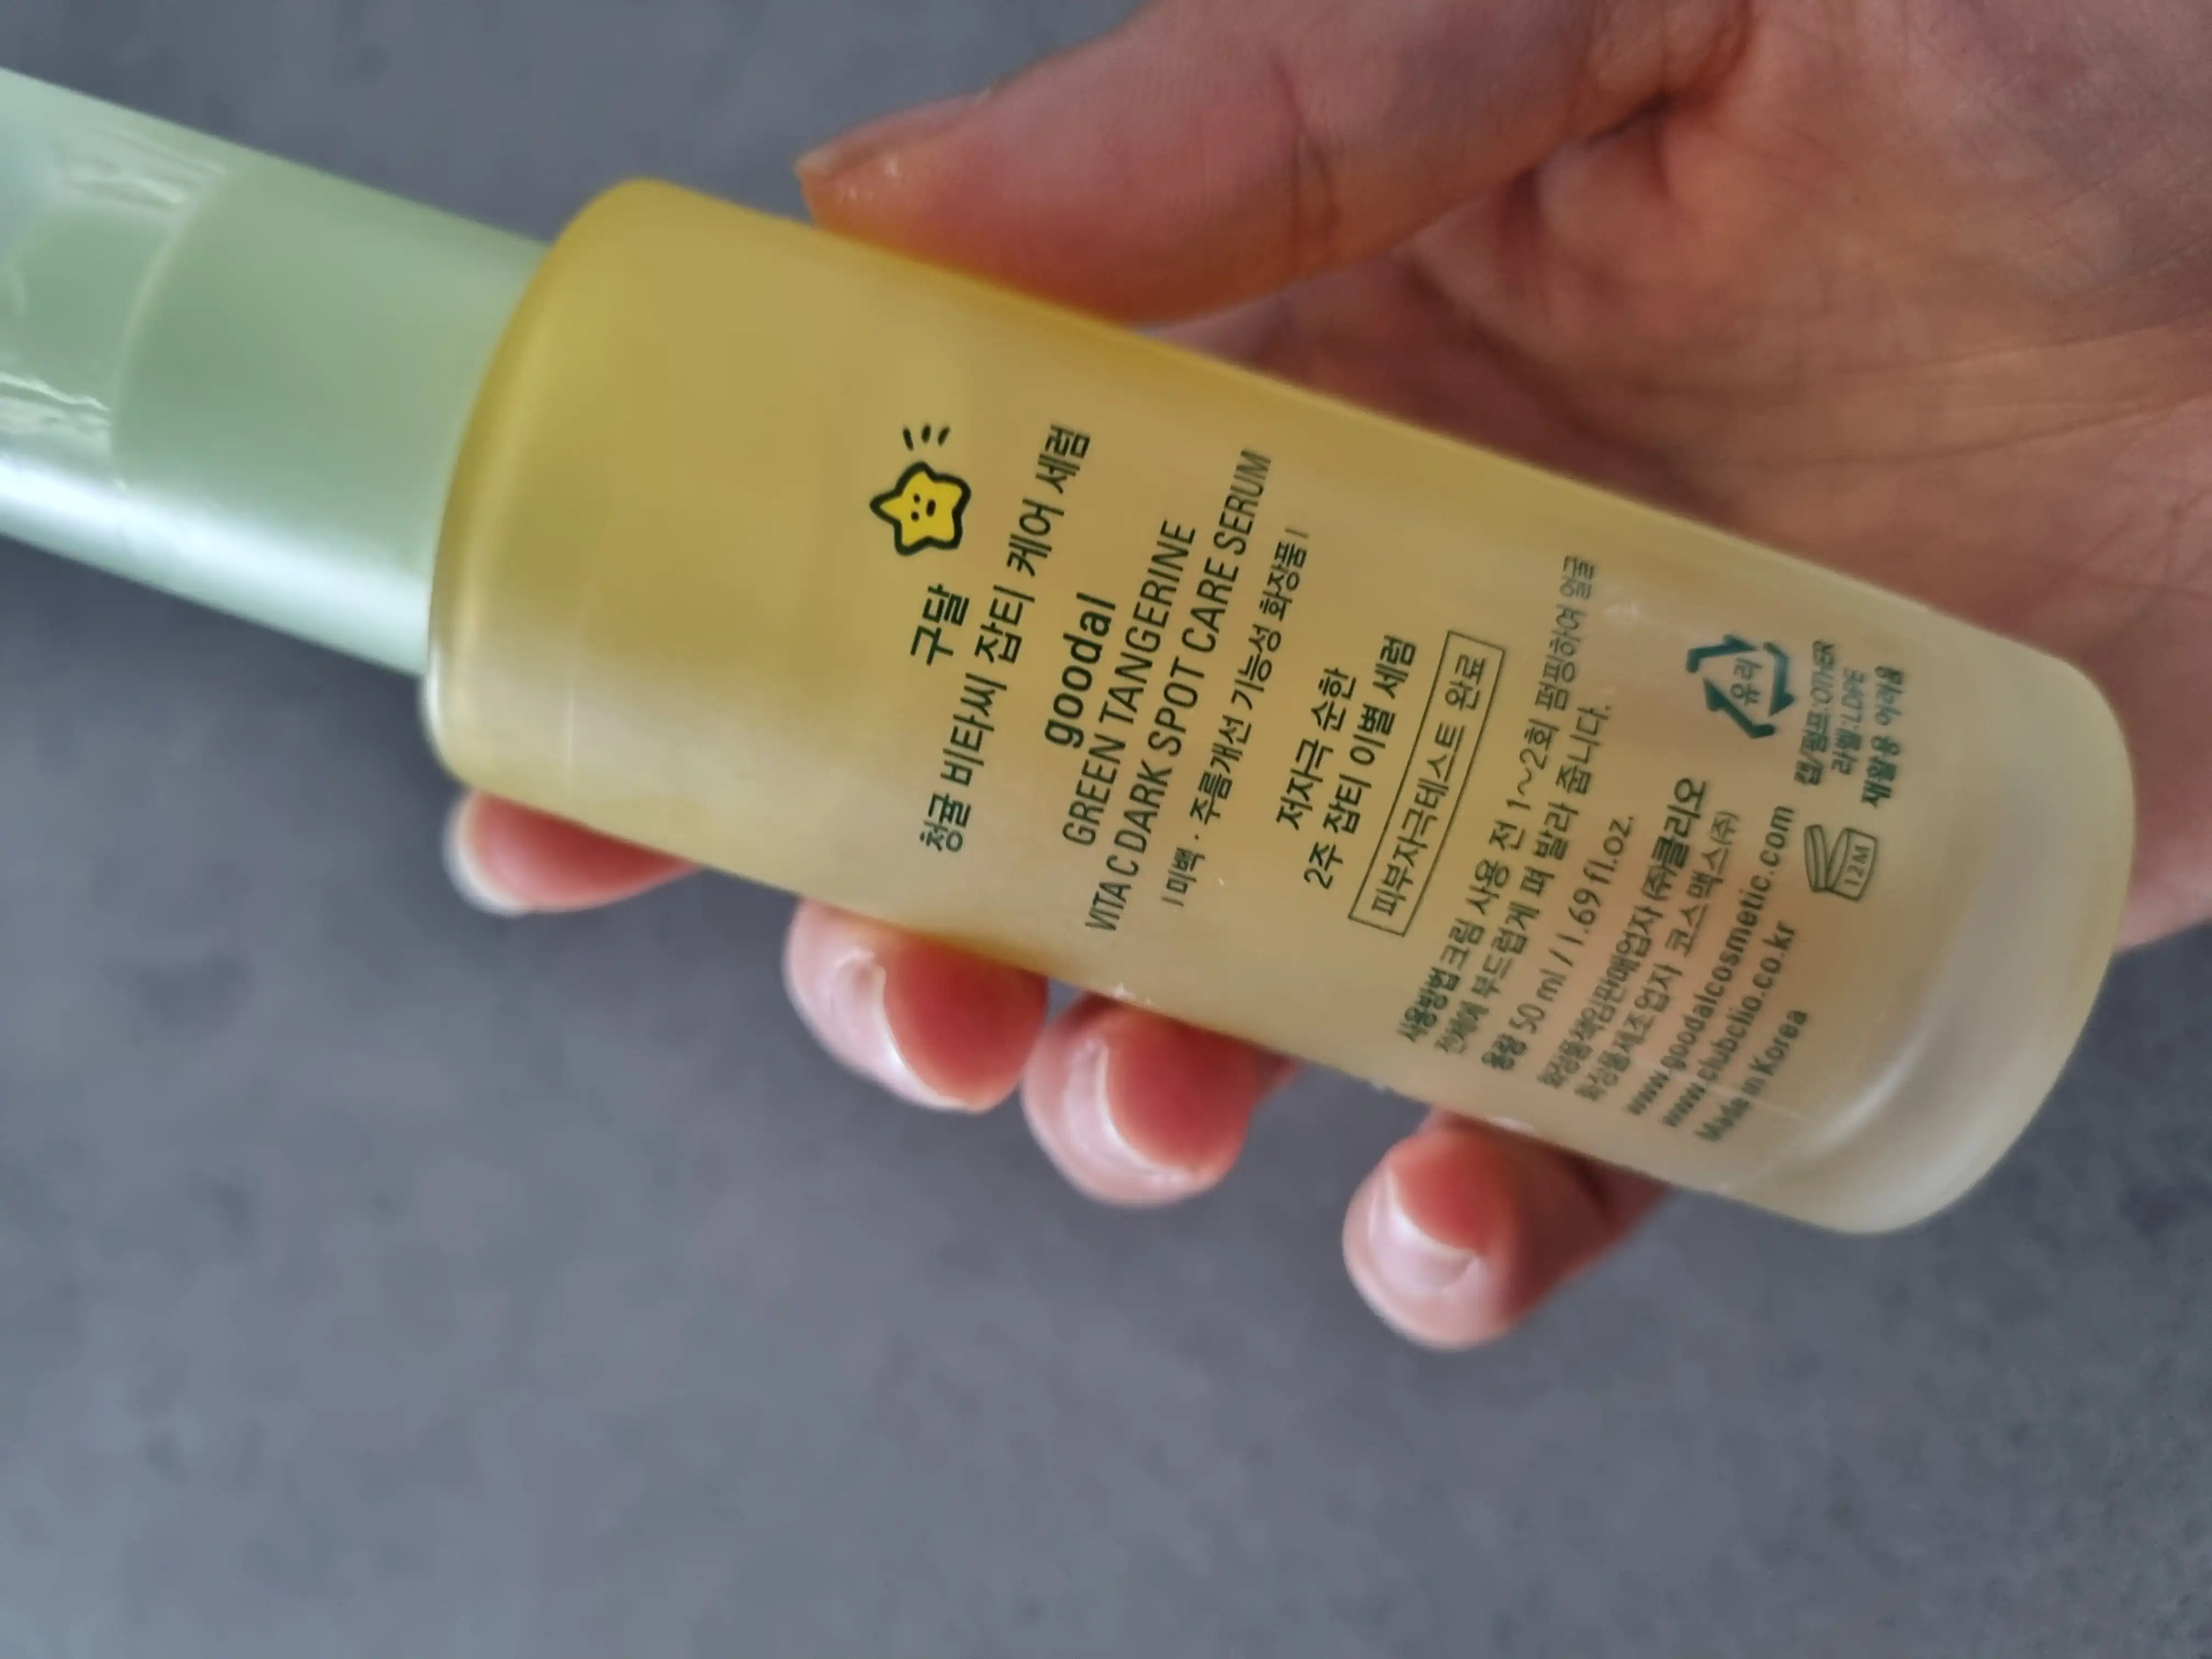 구달
청귤 비타씨 잡티 케어 세럼
goodal
GREEN TANGERINE
VITA C DARK SPOT CARE SERUM
| 미백 · 주름개선 기능성 화장품 |
저자극 순한
2주 잡티 이별 세럼
피부자극테스트 완료
사용방법 크림 사용 전 1~2회 펌핑하여 얼굴
전체에 부드럽게 펴 발라 줍니다.
용량 50 ml / 1.69 fl.oz.
화장품책임판매업자 (주)클리오
화장품제조업자 코스맥스(주)
www.goodalcosmetic.com
www.clubclio.co.kr
Made in Korea
유리
캡/펌프:OTHER
라벨:LDPE
재활용 어려움
12M